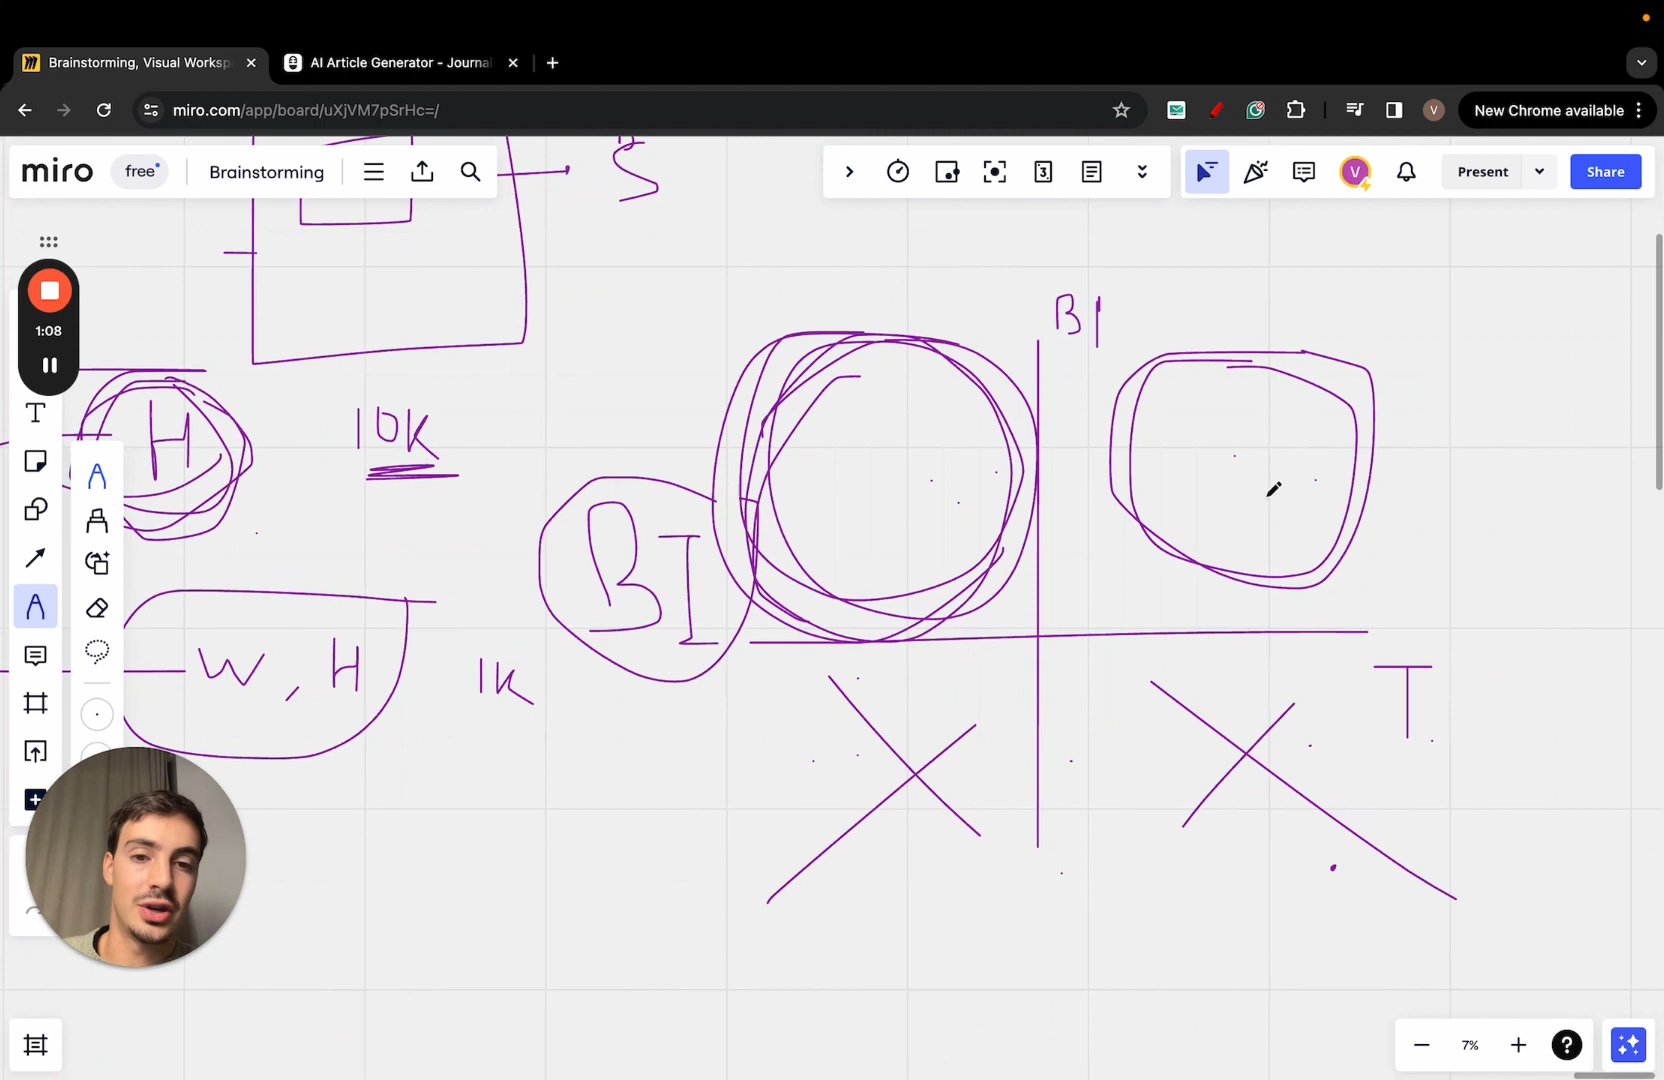 Brainstorming, Visual Worksp
AI Article Generator - Journal
miro.com/app/board/uXjVM7pSrHc=/
V
New Chrome available
miro
free
Brainstorming
3
V
Present
Share
S
1:08
T
BI
H
10K
BI
W, H
1K
T
7%
?